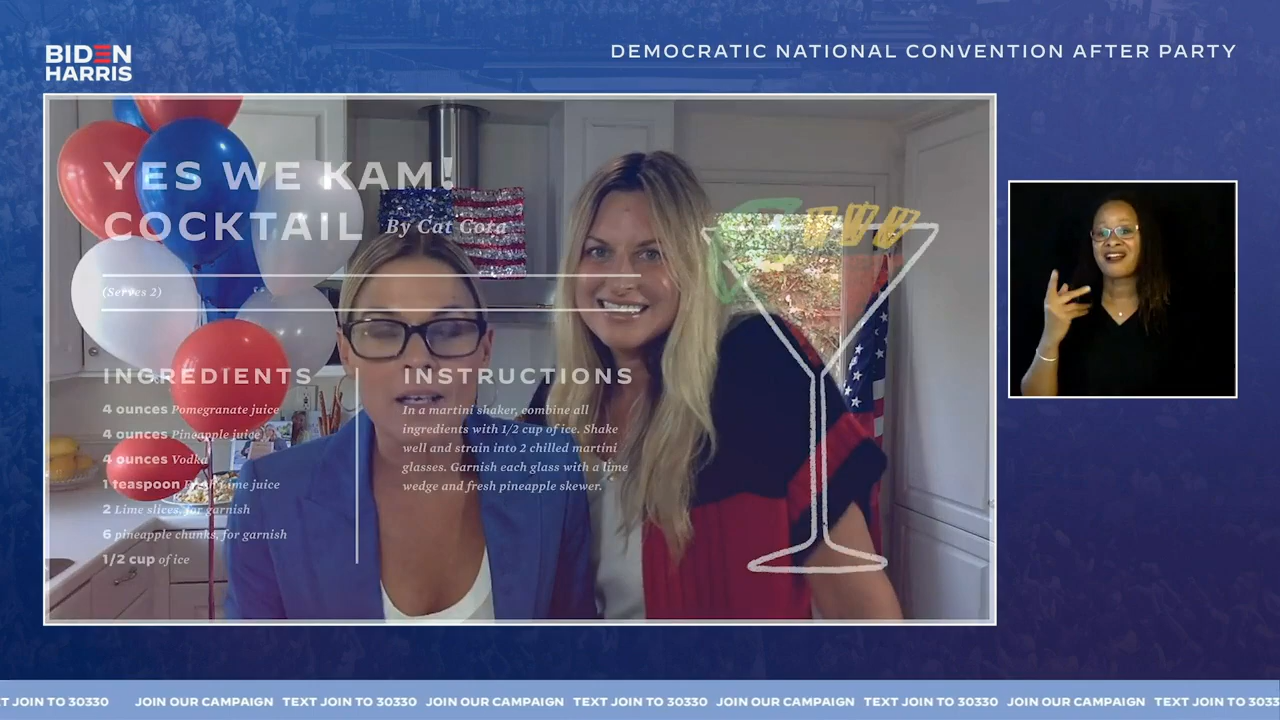 BIDEN
HARRIS
DEMOCRATIC NATIONAL CONVENTION AFTER PARTY
YES WE KAM!
COCKTAIL By Cat Cora
(Serves 2)
INGREDIENTS
4 ounces Pomegranate juice
4 ounces Pineapple juice
4 ounces Vodka
1 teaspoon Fresh Lime juice
2 Lime slices, for garnish
6 pineapple chunks, for garnish
1/2 cup of ice
INSTRUCTIONS
In a martini shaker, combine all
ingredients with 1/2 cup of ice. Shake
well and strain into 2 chilled martini
glasses. Garnish each glass with a lime
wedge and fresh pineapple skewer.
T JOIN TO 30330 JOIN OUR CAMPAIGN TEXT JOIN TO 30330 JOIN OUR CAMPAIGN TEXT JOIN TO 30330 JOIN OUR CAMPAIGN TEXT JOIN TO 30330 JOIN OUR CAMPAIGN TEXT JOIN TO 3033